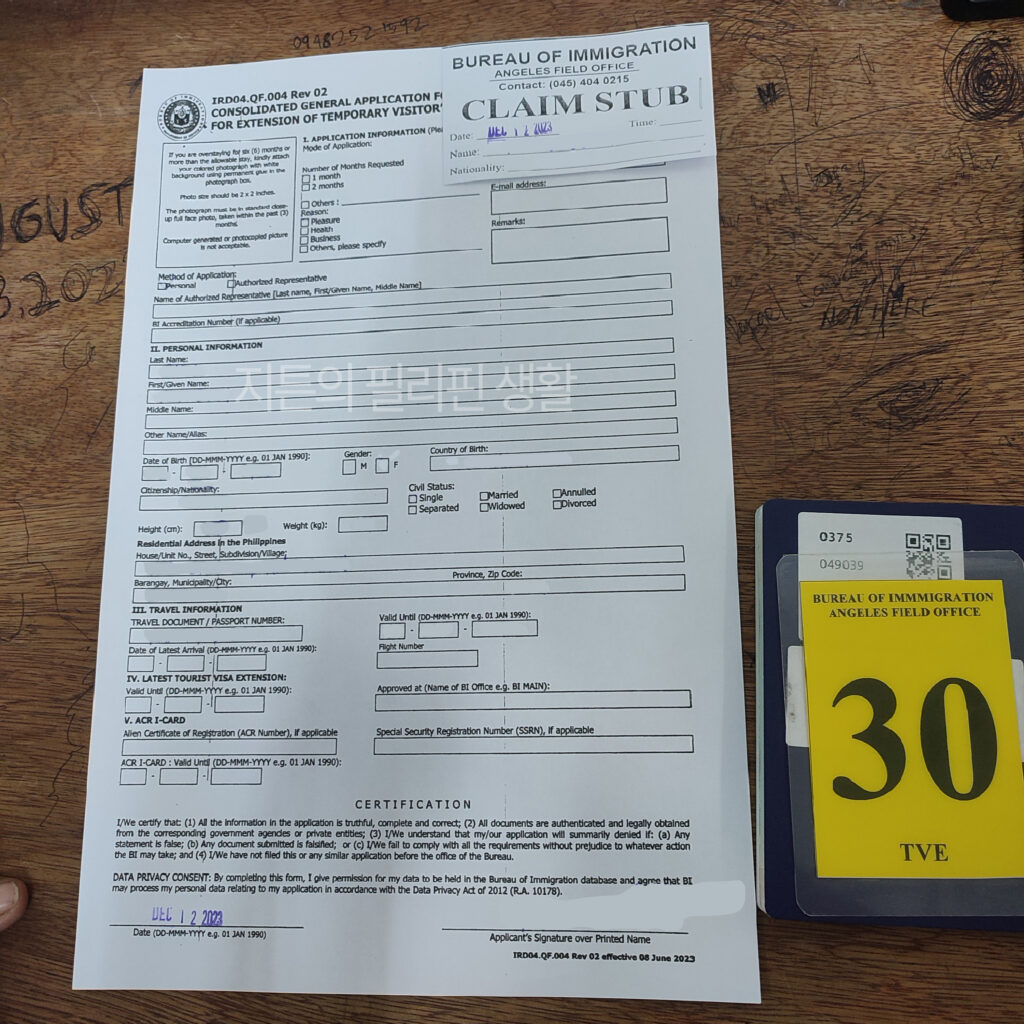 0948252 1592
BUREAU OF IMMIGRATION
ANGELES FIELD OFFICE
Contact: (045) 404 0215
CLAIM STUB
Date: DEC 12 2023 Time:
Name:
Nationality:
IRD04.QF.004 Rev 02
CONSOLIDATED GENERAL APPLICATION
FOR EXTENSION OF TEMPORARY VISITOR'
If you are overstaying for six (6) months or
more than the allowable stay, kindly attach
your colored photograph with white
background using permanent glue in the
photograph box.
Photo size should be 2 x 2 inches.
The photograph must be in standard close-
up full face photo, taken within the past (3)
months.
Computer generated or photocopied picture
is not acceptable.
I. APPLICATION INFORMATION
Mode of Application:
Number of Months Requested
1 month
2 months
Others :
Reason:
Pleasure
Health
Business
Others, please specify
E-mail address:
Remarks:
Method of Application:
Personal Authorized Representative
Name of Authorized Representative [Last name, First/Given Name, Middle Name]
BI Accreditation Number (if applicable)
II. PERSONAL INFORMATION
Last Name:
First/Given Name:
지든의 필리핀 생활
Middle Name:
Other Name/Alias:
Date of Birth [DD-MMM-YYYY e.g. 01 JAN 1990]: Gender: M F Country of Birth:
Citizenship/Nationality:
Civil Status:
Single Married Annulled
Separated Widowed Divorced
Height (cm): Weight (kg):
Residential Address in the Philippines
House/Unit No., Street, Subdivision/Village:
Barangay, Municipality/City: Province, Zip Code:
III. TRAVEL INFORMATION
TRAVEL DOCUMENT / PASSPORT NUMBER: Valid Until (DD-MMM-YYYY e.g. 01 JAN 1990):
Date of Latest Arrival (DD-MMM-YYYY e.g. 01 JAN 1990): Flight Number
IV. LATEST TOURIST VISA EXTENSION:
Valid Until (DD-MMM-YYYY e.g. 01 JAN 1990): Approved at (Name of BI Office e.g. BI MAIN):
V. ACR I-CARD
Alien Certificate of Registration (ACR Number), if applicable Special Security Registration Number (SSRN), if applicable
ACR I-CARD : Valid Until (DD-MMM-YYYY e.g. 01 JAN 1990):
CERTIFICATION
I/We certify that: (1) All the information in the application is truthful, complete and correct; (2) All documents are authenticated and legally obtained
from the corresponding government agencies or private entities; (3) I/We understand that my/our application will summarily denied if: (a) Any
statement is false; (b) Any document submitted is falsified; or (c) I/We fail to comply with all the requirements without prejudice to whatever action
the BI may take; and (4) I/We have not filed this or any similar application before the office of the Bureau.
DATA PRIVACY CONSENT: By completing this form, I give permission for my data to be held in the Bureau of Immigration database and agree that BI
may process my personal data relating to my application in accordance with the Data Privacy Act of 2012 (R.A. 10178).
DEC 12 2023
Date (DD-MMM-YYYY e.g. 01 JAN 1990) Applicant's Signature over Printed Name
IRD04.QF.004 Rev 02 effective 08 June 2023
0375
049039
BUREAU OF IMMMIGRATION
ANGELES FIELD OFFICE
30
TVE
NOT HERE